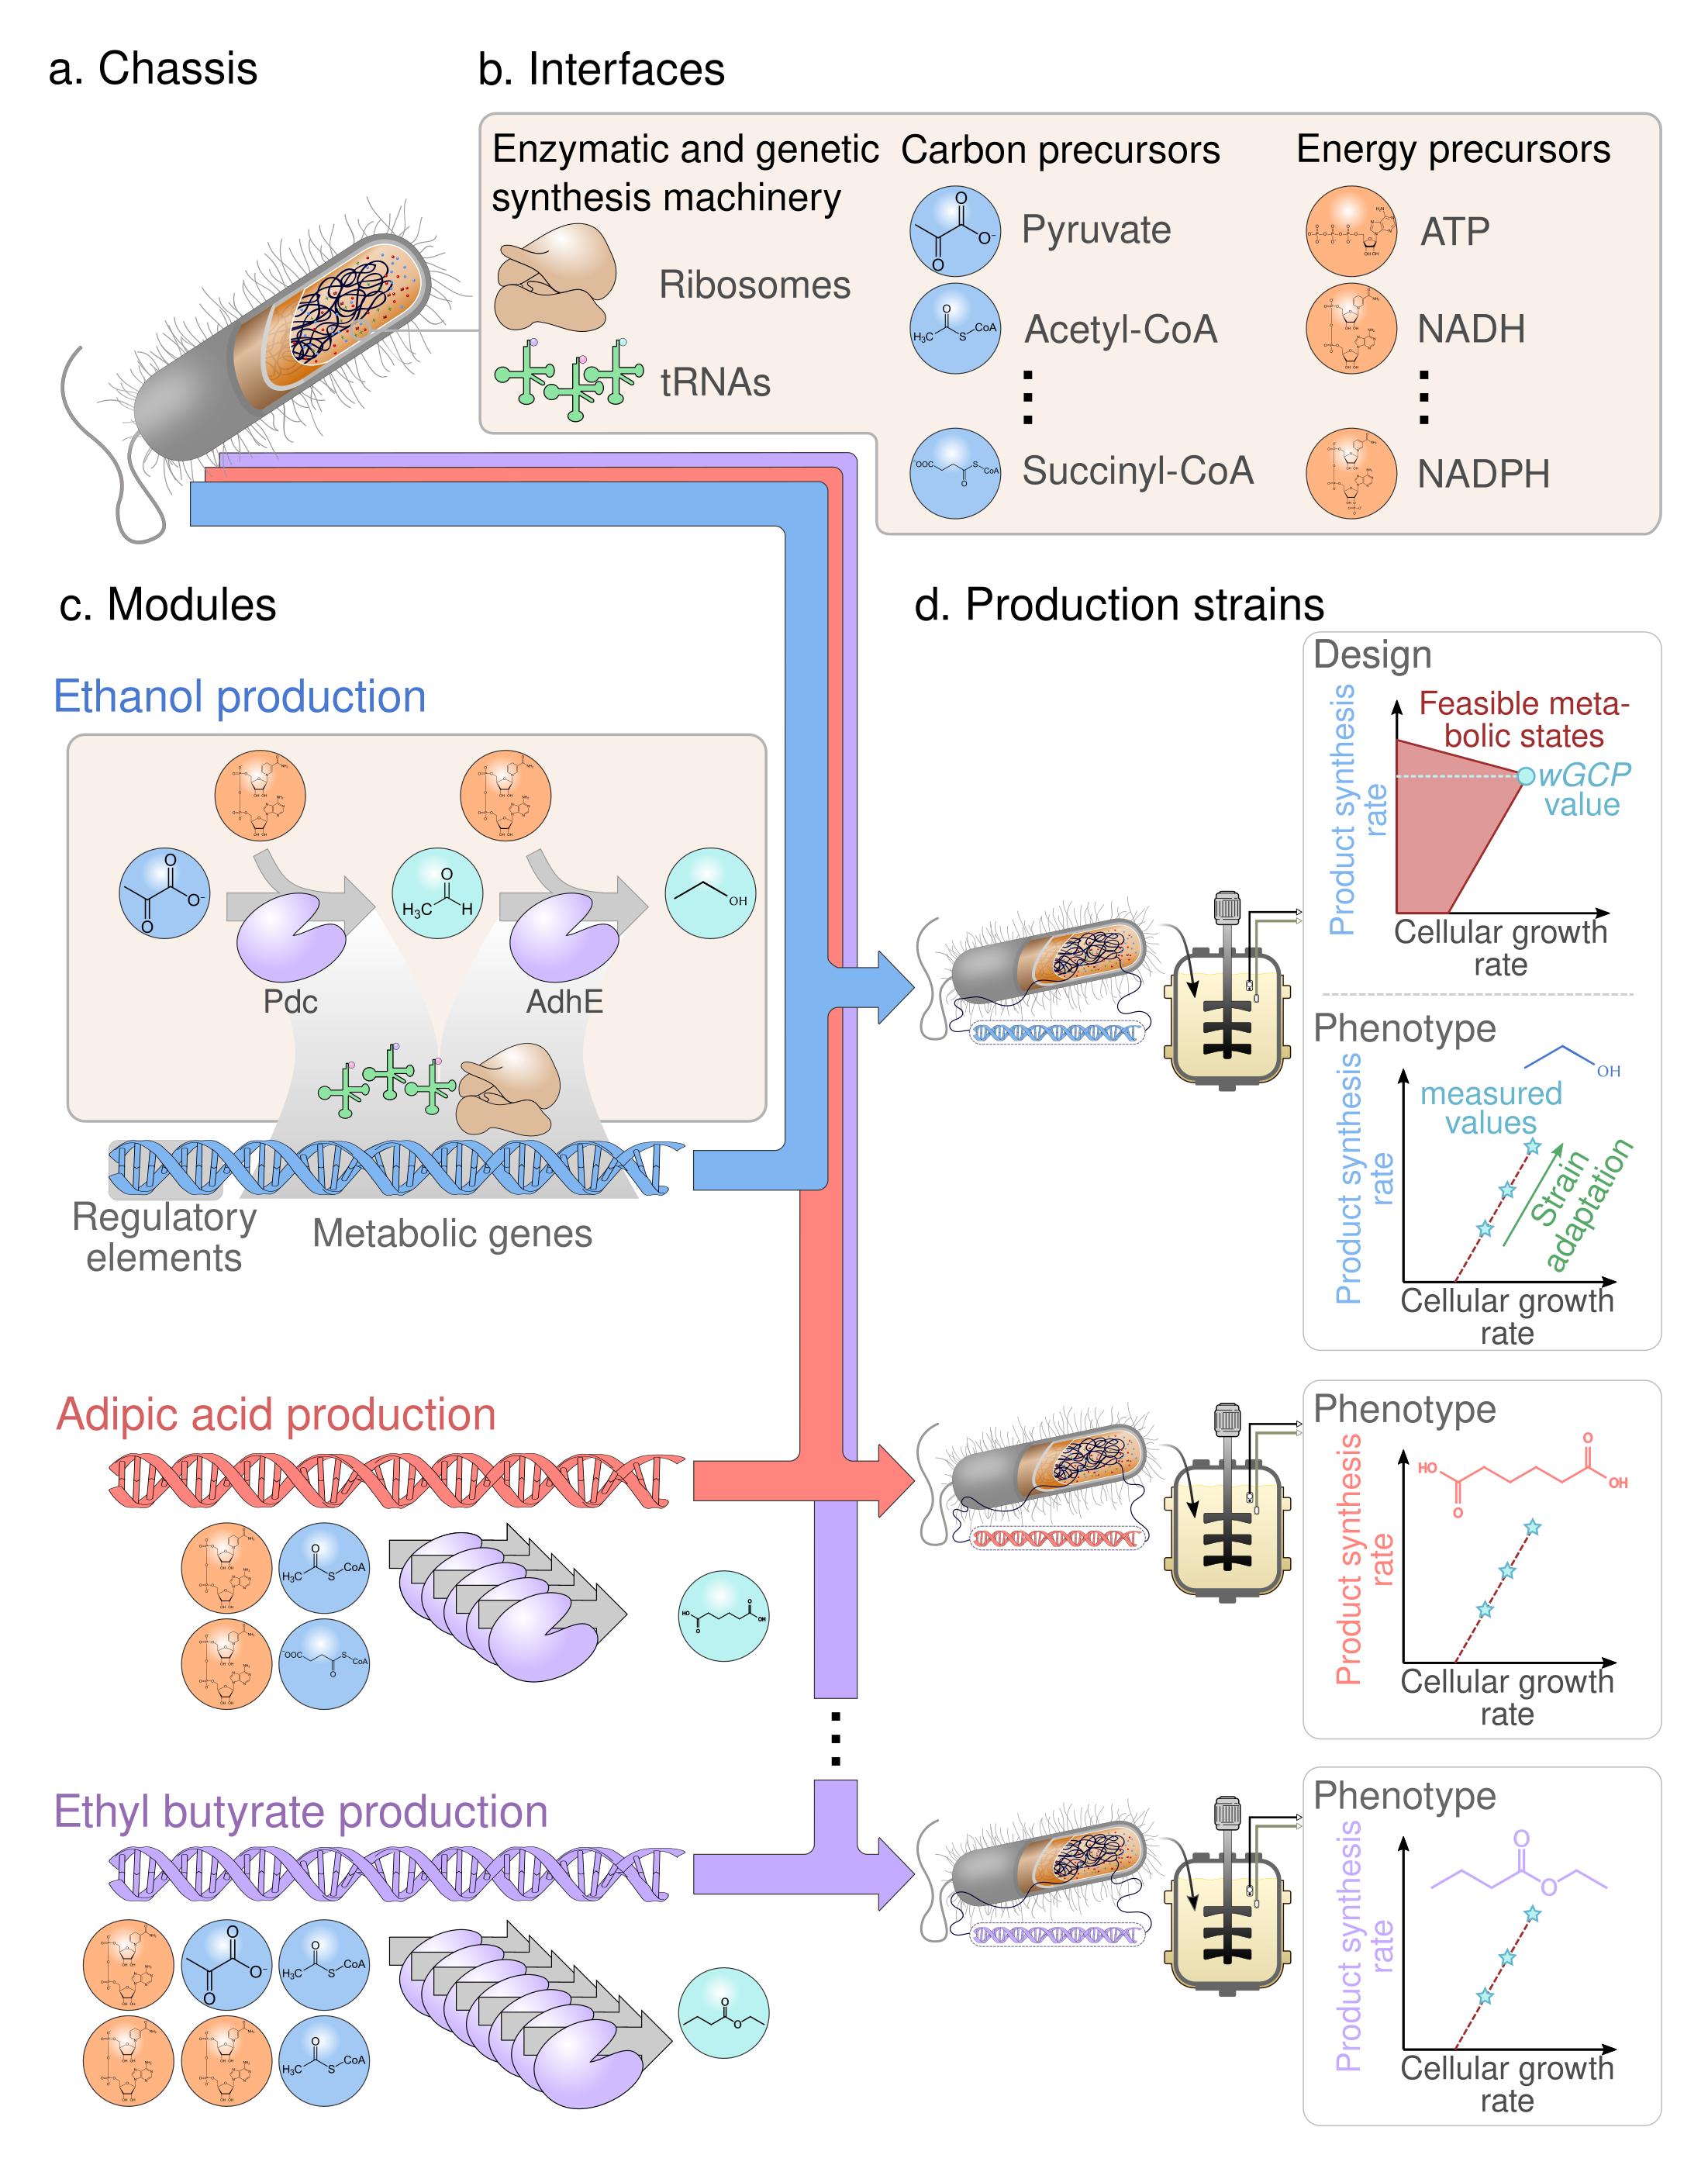 a. Chassis
b. Interfaces
Enzymatic and genetic
synthesis machinery
Ribosomes
tRNAs
Carbon precursors
Pyruvate
Acetyl-CoA
Succinyl-CoA
Energy precursors
ATP
NADH
NADPH
c. Modules
Ethanol production
Pdc
AdhE
Regulatory
elements
Metabolic genes
Adipic acid production
Ethyl butyrate production
d. Production strains
Design
Product synthesis
rate
Feasible meta-
bolic states
wGCP
value
Cellular growth
rate
Phenotype
Product synthesis
rate
OH
measured
values
Strain
adaptation
Cellular growth
rate
Phenotype
Product synthesis
rate
HO
O
O
OH
Cellular growth
rate
Phenotype
Product synthesis
rate
O
O
Cellular growth
rate